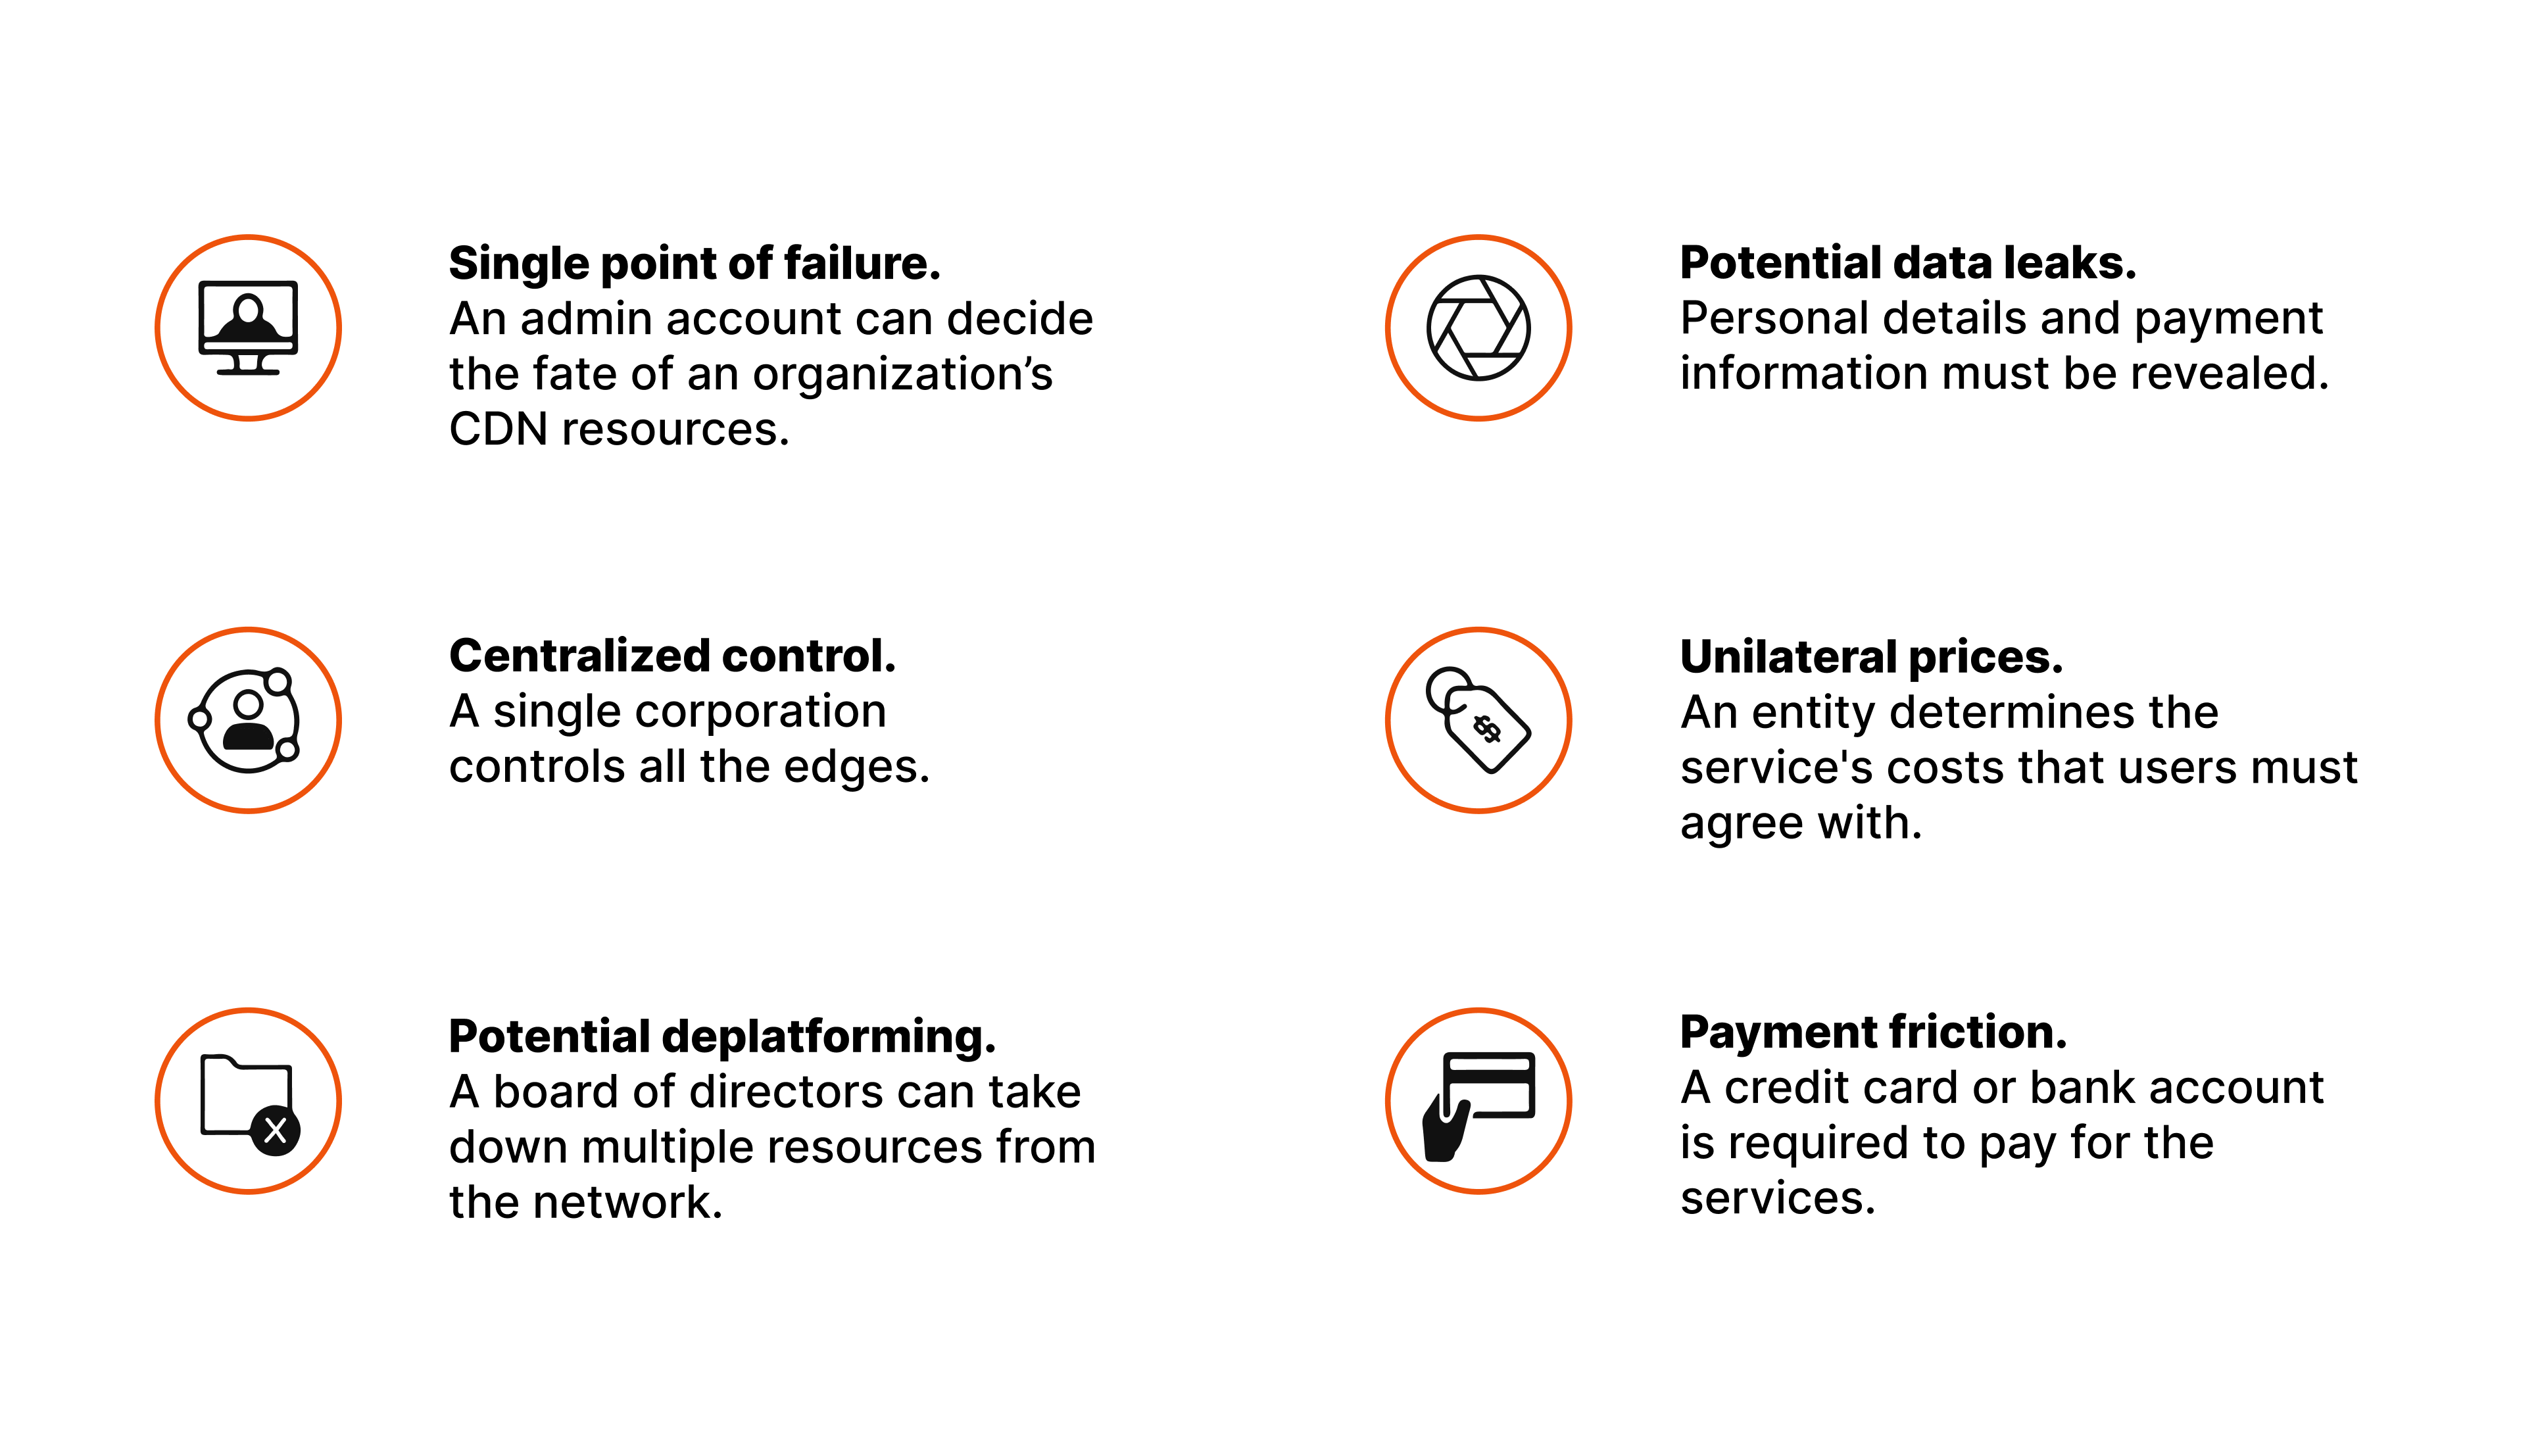 Single point of failure.
An admin account can decide
the fate of an organization’s
CDN resources.
Centralized control.
A single corporation
controls all the edges.
Potential deplatforming.
A board of directors can take
down multiple resources from
the network.
Potential data leaks.
Personal details and payment
information must be revealed.
Unilateral prices.
An entity determines the
service's costs that users must
agree with.
Payment friction.
A credit card or bank account
is required to pay for the
services.